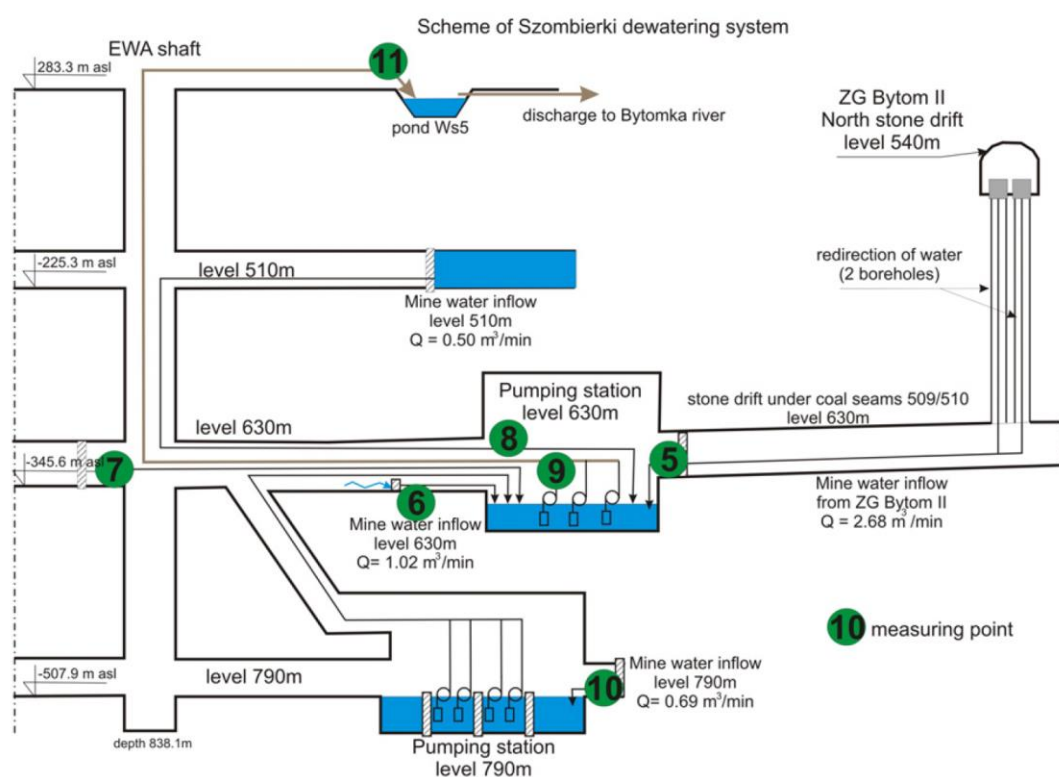 Scheme of Szombierki dewatering system
EWA shaft
283.3 m asl
11
pond Ws5
discharge to Bytomka river
ZG Bytom II
North stone drift
level 540m
-225.3 m asl
level 510m
Mine water inflow
level 510m
Q = 0.50 m³/min
redirection of water
(2 boreholes)
Pumping station
level 630m
stone drift under coal seams 509/510
level 630m
level 630m
8
5
-345.6 m asl
7
9
6
Mine water inflow
level 630m
Q= 1.02 m³/min
Mine water inflow
from ZG Bytom II
Q = 2.68 m³/min
10 measuring point
-507.9 m asl
level 790m
10
Mine water inflow
level 790m
Q= 0.69 m³/min
depth 838.1m
Pumping station
level 790m